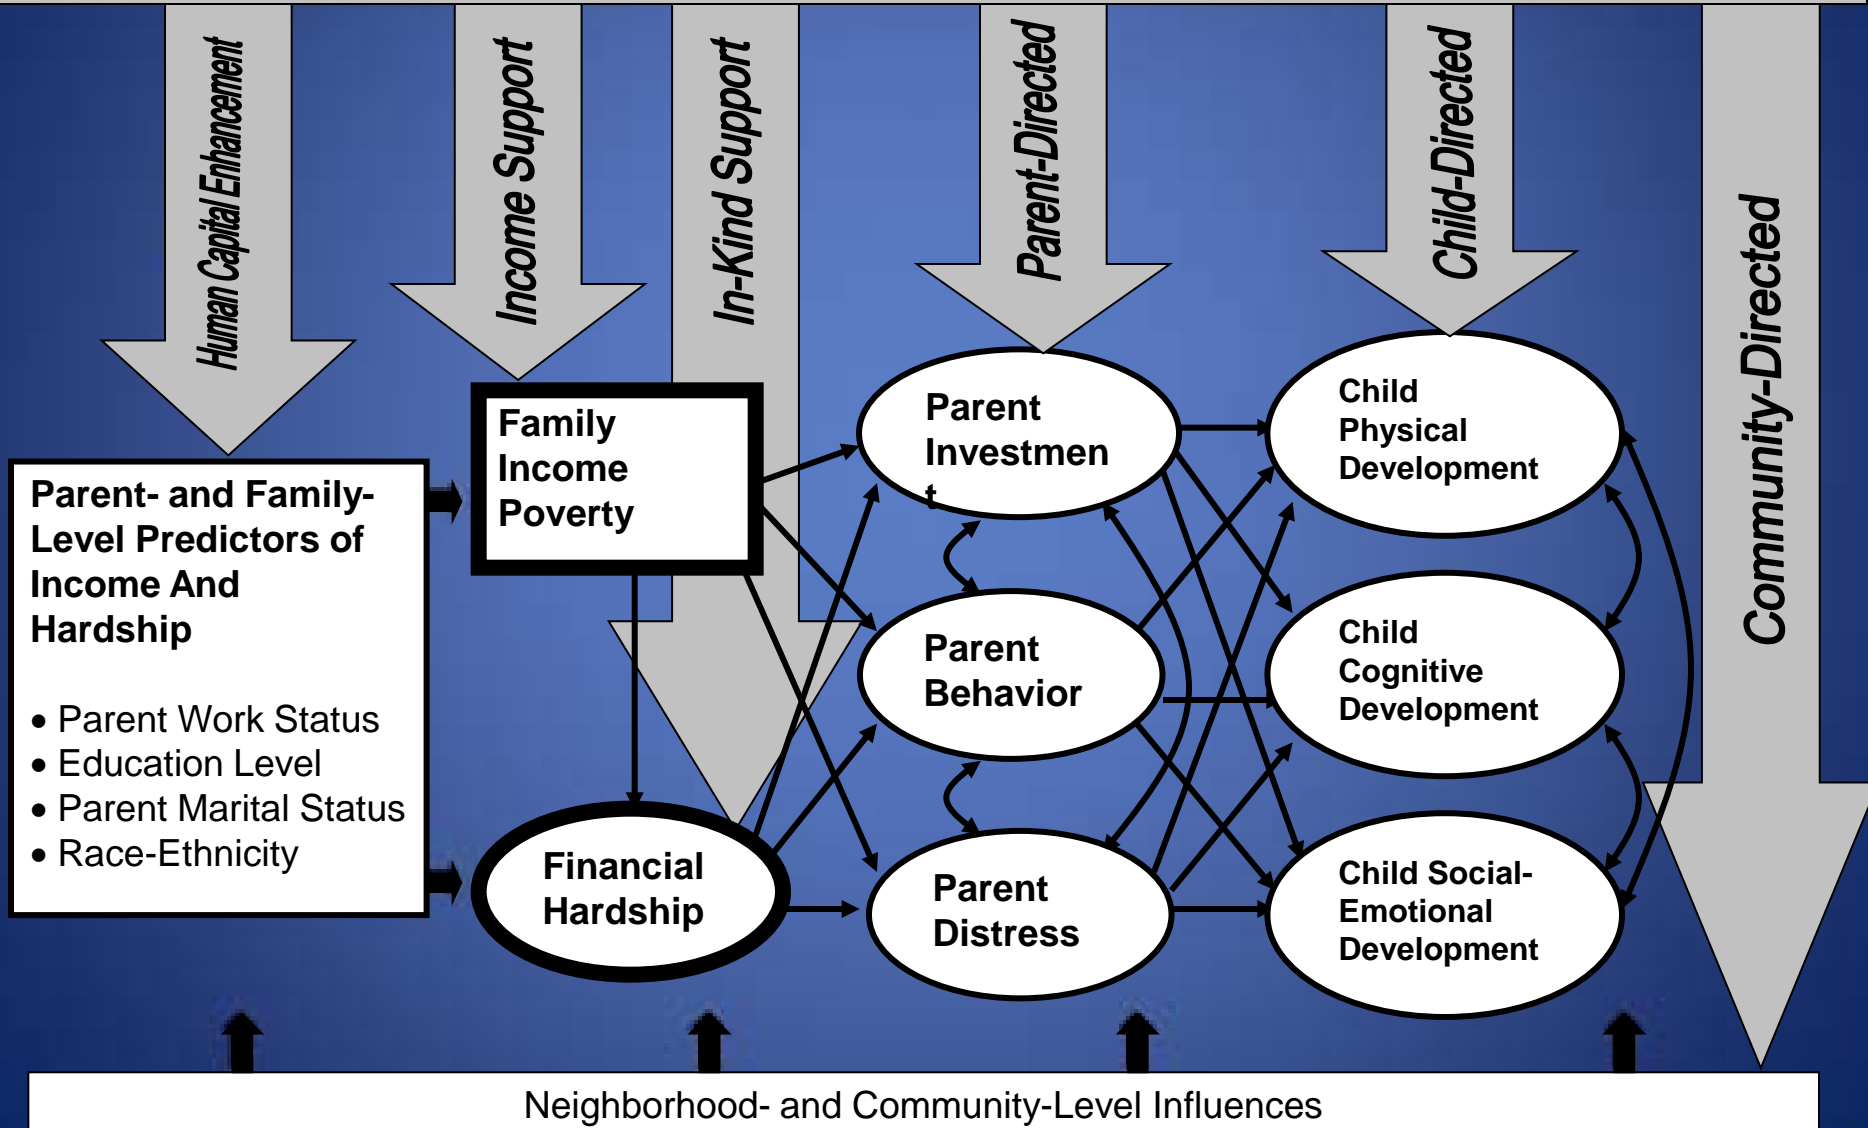 Human Capital Enhancement
Income Support
In-Kind Support
Parent-Directed
Child-Directed
Community-Directed
Parent- and Family-
Level Predictors of
Income And
Hardship
• Parent Work Status
• Education Level
• Parent Marital Status
• Race-Ethnicity
Family
Income
Poverty
Financial
Hardship
Parent
Investmen
t
Parent
Behavior
Parent
Distress
Child
Physical
Development
Child
Cognitive
Development
Child Social-
Emotional
Development
Neighborhood- and Community-Level Influences